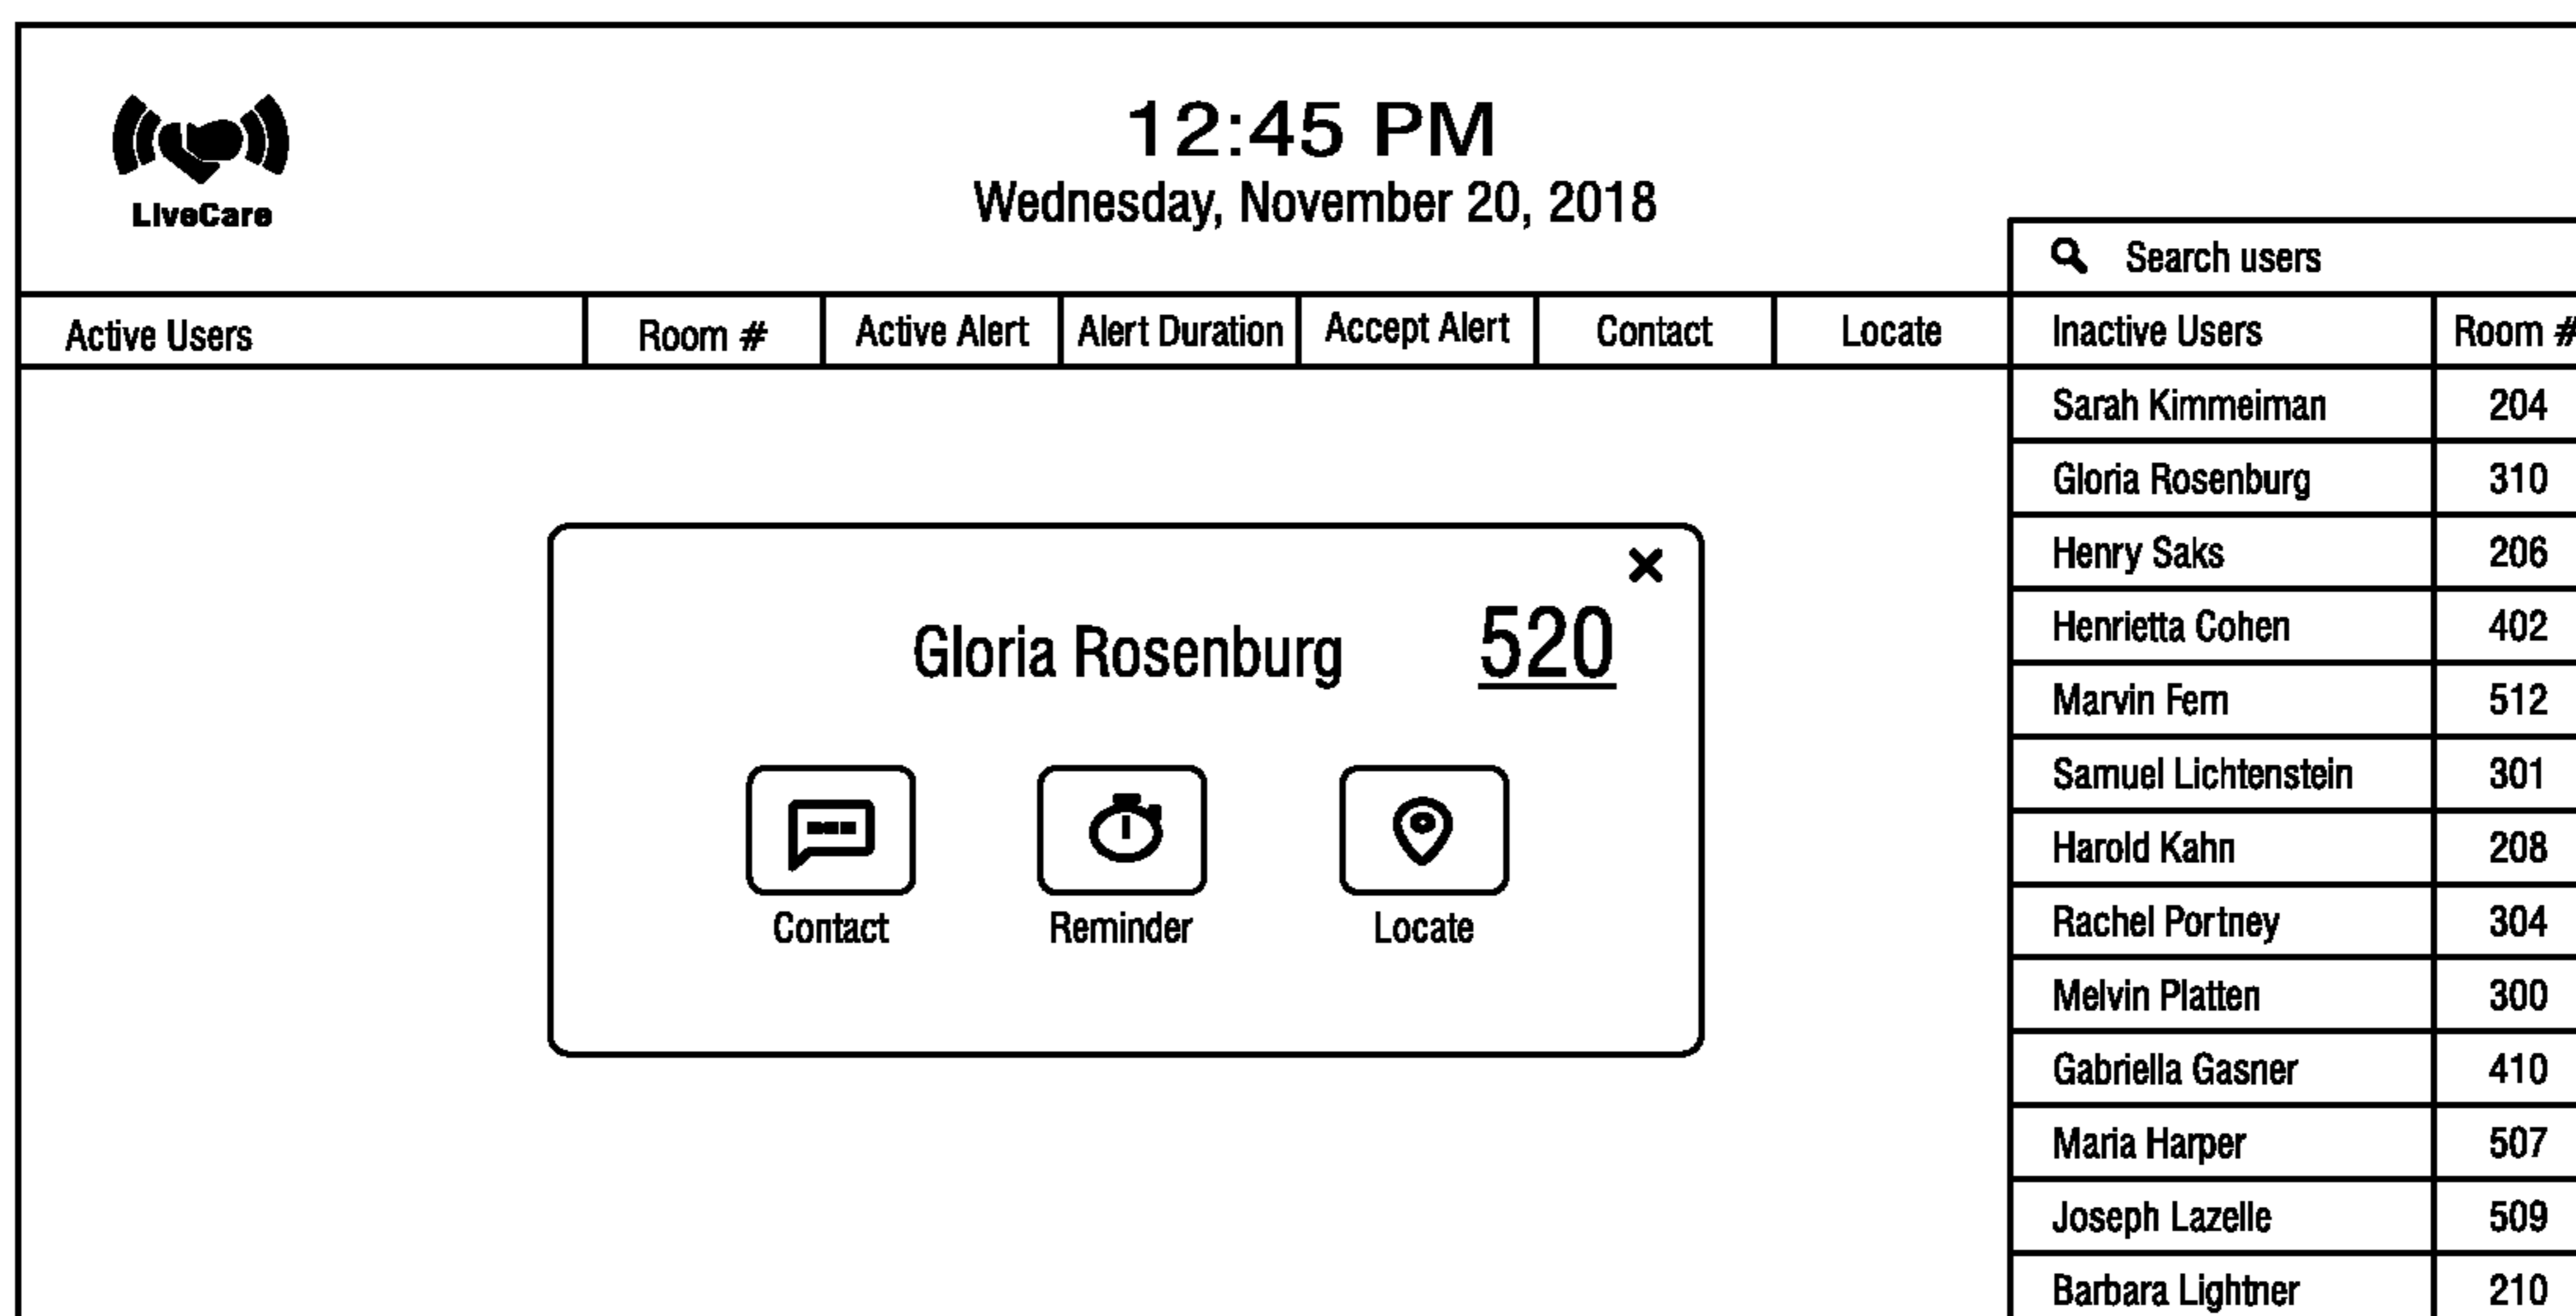 LiveCare
12:45 PM
Wednesday, November 20, 2018
Search users
Active Users Room # Active Alert Alert Duration Accept Alert Contact Locate Inactive Users Room #
Sarah Kimmeiman 204
Gloria Rosenburg 310
Henry Saks 206
Henrietta Cohen 402
Marvin Fern 512
Samuel Lichtenstein 301
Harold Kahn 208
Rachel Portney 304
Melvin Platten 300
Gabriella Gasner 410
Maria Harper 507
Joseph Lazelle 509
Barbara Lightner 210
Gloria Rosenburg 520
Contact Reminder Locate